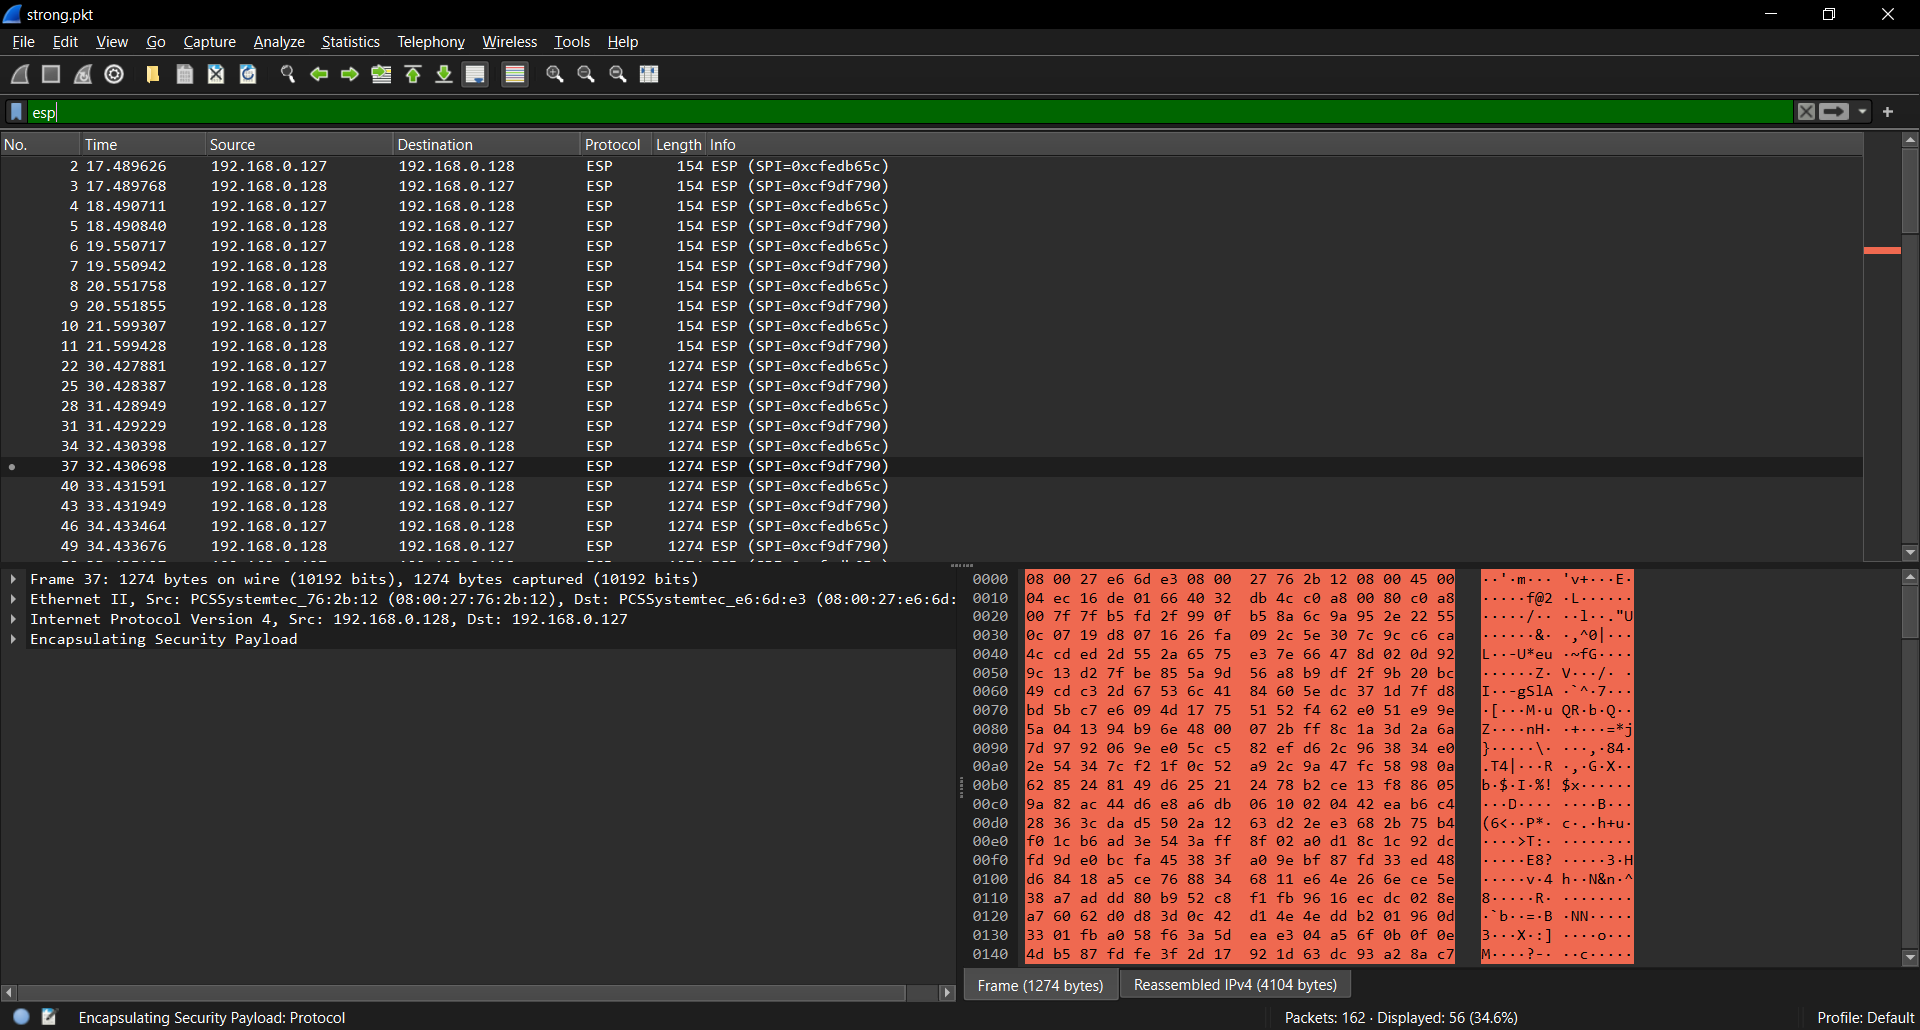 strong.pkt
File Edit View Go Capture Analyze Statistics Telephony Wireless Tools Help
esp
No. Time Source Destination Protocol Length Info
2 17.489626 192.168.0.127 192.168.0.128 ESP 154 ESP (SPI=0xcfedb65c)
3 17.489768 192.168.0.128 192.168.0.127 ESP 154 ESP (SPI=0xcf9df790)
4 18.490711 192.168.0.127 192.168.0.128 ESP 154 ESP (SPI=0xcfedb65c)
5 18.490840 192.168.0.128 192.168.0.127 ESP 154 ESP (SPI=0xcf9df790)
6 19.550717 192.168.0.127 192.168.0.128 ESP 154 ESP (SPI=0xcfedb65c)
7 19.550942 192.168.0.128 192.168.0.127 ESP 154 ESP (SPI=0xcf9df790)
8 20.551758 192.168.0.127 192.168.0.128 ESP 154 ESP (SPI=0xcfedb65c)
9 20.551855 192.168.0.128 192.168.0.127 ESP 154 ESP (SPI=0xcf9df790)
10 21.599307 192.168.0.127 192.168.0.128 ESP 154 ESP (SPI=0xcfedb65c)
11 21.599428 192.168.0.128 192.168.0.127 ESP 154 ESP (SPI=0xcf9df790)
22 30.427881 192.168.0.127 192.168.0.128 ESP 1274 ESP (SPI=0xcfedb65c)
25 30.428387 192.168.0.128 192.168.0.127 ESP 1274 ESP (SPI=0xcf9df790)
28 31.428949 192.168.0.127 192.168.0.128 ESP 1274 ESP (SPI=0xcfedb65c)
31 31.429229 192.168.0.128 192.168.0.127 ESP 1274 ESP (SPI=0xcf9df790)
34 32.430398 192.168.0.127 192.168.0.128 ESP 1274 ESP (SPI=0xcfedb65c)
37 32.430698 192.168.0.128 192.168.0.127 ESP 1274 ESP (SPI=0xcf9df790)
40 33.431591 192.168.0.127 192.168.0.128 ESP 1274 ESP (SPI=0xcfedb65c)
43 33.431949 192.168.0.128 192.168.0.127 ESP 1274 ESP (SPI=0xcf9df790)
46 34.433464 192.168.0.127 192.168.0.128 ESP 1274 ESP (SPI=0xcfedb65c)
49 34.433676 192.168.0.128 192.168.0.127 ESP 1274 ESP (SPI=0xcf9df790)
Frame 37: 1274 bytes on wire (10192 bits), 1274 bytes captured (10192 bits)
Ethernet II, Src: PCSSystemtec_76:2b:12 (08:00:27:76:2b:12), Dst: PCSSystemtec_e6:6d:e3 (08:00:27:e6:6d:
Internet Protocol Version 4, Src: 192.168.0.128, Dst: 192.168.0.127
Encapsulating Security Payload
0000 08 00 27 e6 6d e3 08 00 27 76 2b 12 08 00 45 00 ··'·m··· 'v+···E·
0010 04 ec 16 de 01 66 40 32 db 4c c0 a8 00 80 c0 a8 ·····f@2 ·L······
0020 00 7f 7f b5 fd 2f 99 0f b5 8a 6c 9a 95 2e 22 55 ·····/·· ··l··."U
0030 0c 07 19 d8 07 16 26 fa 09 2c 5e 30 7c 9c c6 ca ······&· ·,^0|···
0040 4c cd ed 2d 55 2a 65 75 e3 7e 66 47 8d 02 0d 92 L··-U*eu ·~fG····
0050 9c 13 d2 7f be 85 5a 9d 56 a8 b9 df 2f 9b 20 bc ······Z· V···/· ·
0060 49 cd c3 2d 67 53 6c 41 84 60 5e dc 37 1d 7f d8 I··-gSlA ·`^·7···
0070 bd 5b c7 e6 09 4d 17 75 51 52 f4 62 e0 51 e9 9e ·[···M·u QR·b·Q··
0080 5a 04 13 94 b9 6e 48 00 07 2b ff 8c 1a 3d 2a 6a Z····nH· ·+···=*j
0090 7d 97 92 06 9e e0 5c c5 82 ef d6 2c 96 38 34 e0 }·····\· ···,·84·
00a0 2e 54 34 7c f2 1f 0c 52 a9 2c 9a 47 fc 58 98 0a .T4|···R ·,·G·X··
00b0 62 85 24 81 49 d6 25 21 24 78 b2 ce 13 f8 86 05 b·$·I·%! $x······
00c0 9a 82 ac 44 d6 e8 a6 db 06 10 02 04 42 ea b6 c4 ···D···· ····B···
00d0 28 36 3c da d5 50 2a 12 63 d2 2e e3 68 2b 75 b4 (6<··P*· c·.·h+u·
00e0 f0 1c b6 ad 3e 54 3a ff 8f 02 a0 d1 8c 1c 92 dc ····>T:· ········
00f0 fd 9d e0 bc fa 45 38 3f a0 9e bf 87 fd 33 ed 48 ·····E8? ·····3·H
0100 d6 84 18 a5 ce 76 88 34 68 11 e6 4e 26 6e ce 5e ·····v·4 h··N&n·^
0110 38 a7 ad dd 80 b9 52 c8 f1 fb 96 16 ec dc 02 8e 8·····R· ········
0120 a7 60 62 d0 d8 3d 0c 42 d1 4e 4e dd b2 01 96 0d ·`b··=·B ·NN·····
0130 33 01 fb a0 58 f6 3a 5d ea e3 04 a5 6f 0b 0f 0e 3···X·:] ····o···
0140 4d b5 87 fd fe 3f 2d 17 92 1d 63 dc 93 a2 8a c7 M····?-· ··c·····
Frame (1274 bytes) Reassembled IPv4 (4104 bytes)
Encapsulating Security Payload: Protocol Packets: 162 · Displayed: 56 (34.6%) Profile: Default